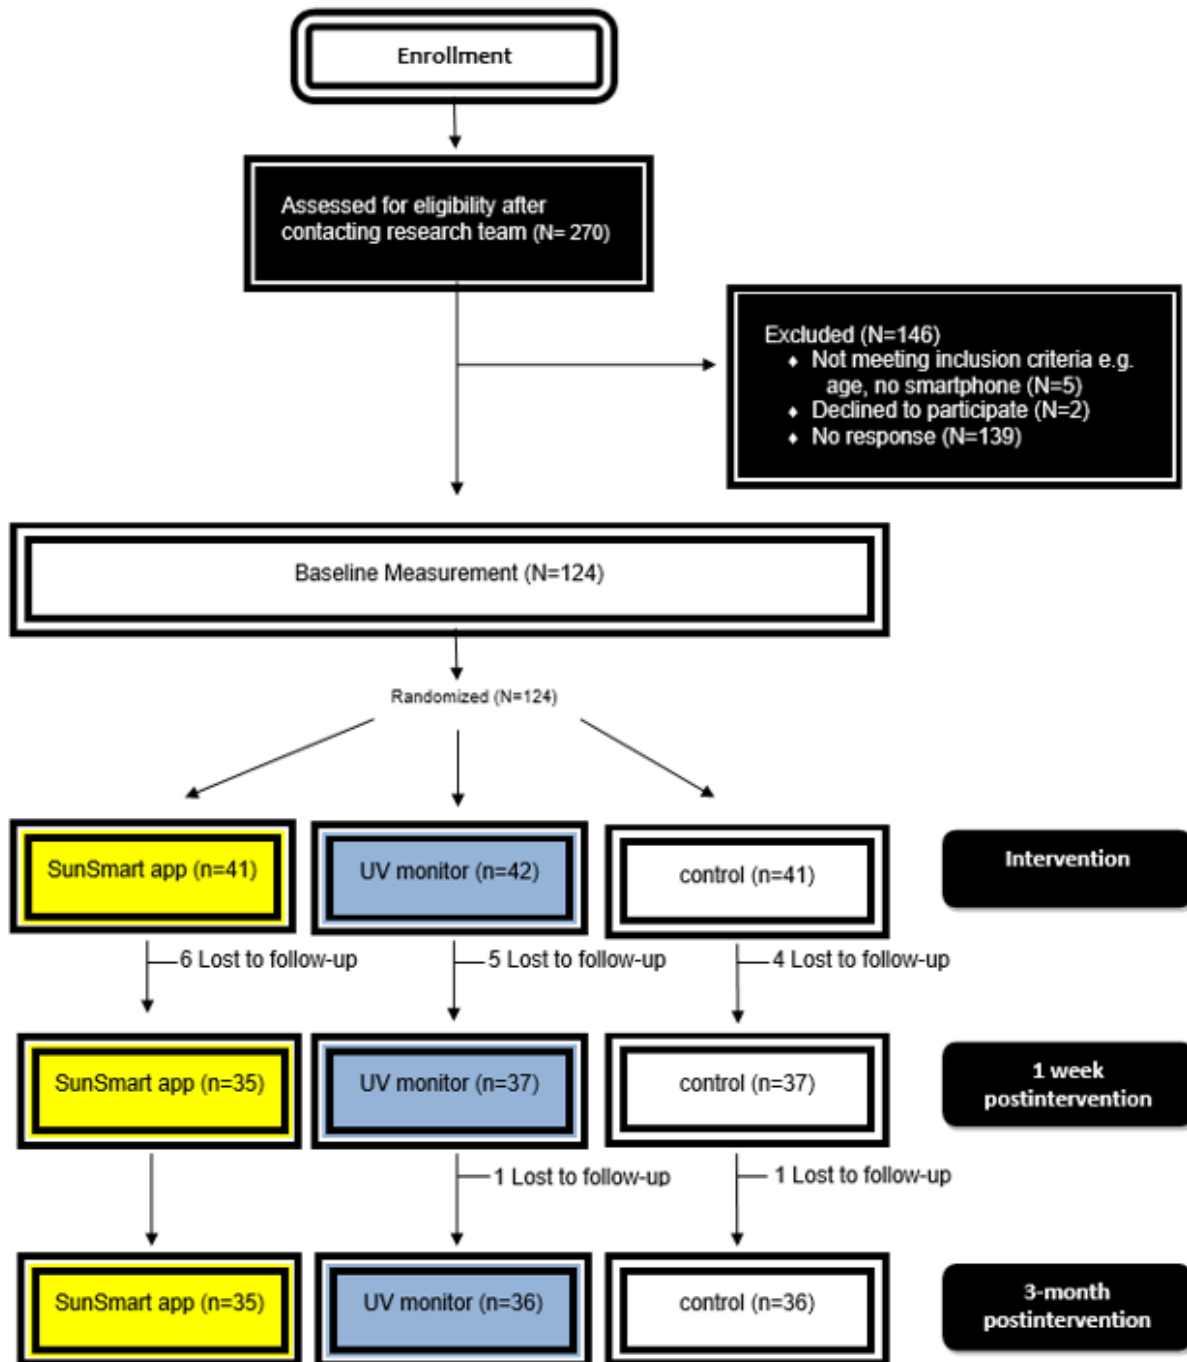 Enrollment
Assessed for eligibility after
contacting research team (N= 270)
Excluded (N=146)
♦ Not meeting inclusion criteria e.g.
age, no smartphone (N=5)
♦ Declined to participate (N=2)
♦ No response (N=139)
Baseline Measurement (N=124)
Randomized (N=124)
SunSmart app (n=41)
UV monitor (n=42)
control (n=41)
Intervention
6 Lost to follow-up
5 Lost to follow-up
4 Lost to follow-up
SunSmart app (n=35)
UV monitor (n=37)
control (n=37)
1 week
postintervention
1 Lost to follow-up
1 Lost to follow-up
SunSmart app (n=35)
UV monitor (n=36)
control (n=36)
3-month
postintervention